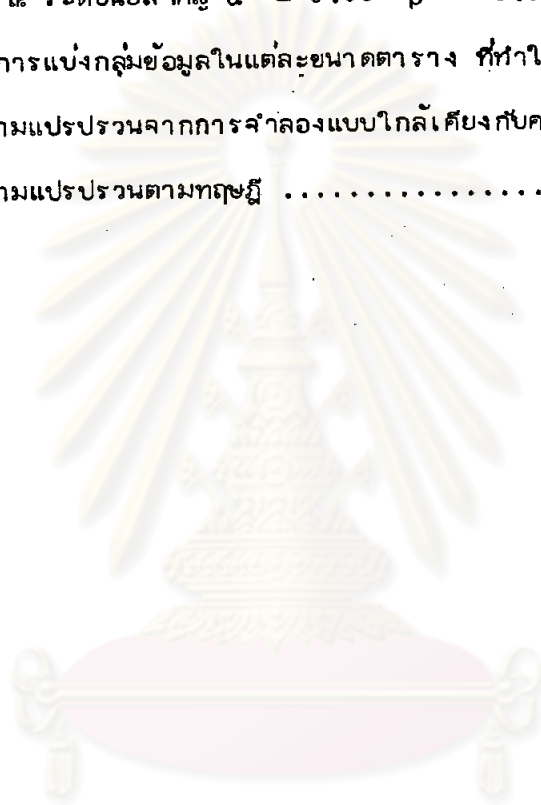 การแบ่งกลุ่มข้อมูลในแต่ละขนาดตาราง ที่ทำใ
ามแปรปรวนจากการจำลองแบบใกล้เคียงกับค
ามแปรปรวนตามทฤษฎี ................